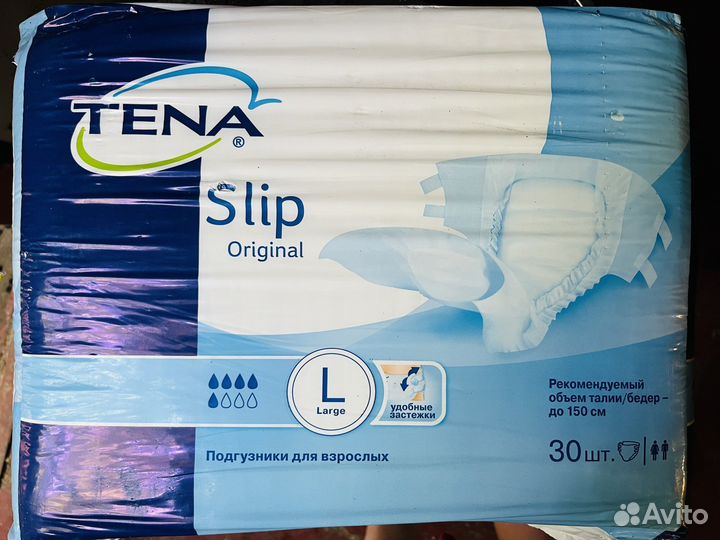 TENA®
Slip
Original
L
Large
удобные
застежки
Рекомендуемый
объем талии/бедер –
до 150 см
Подгузники для взрослых
30 шт.
Avito